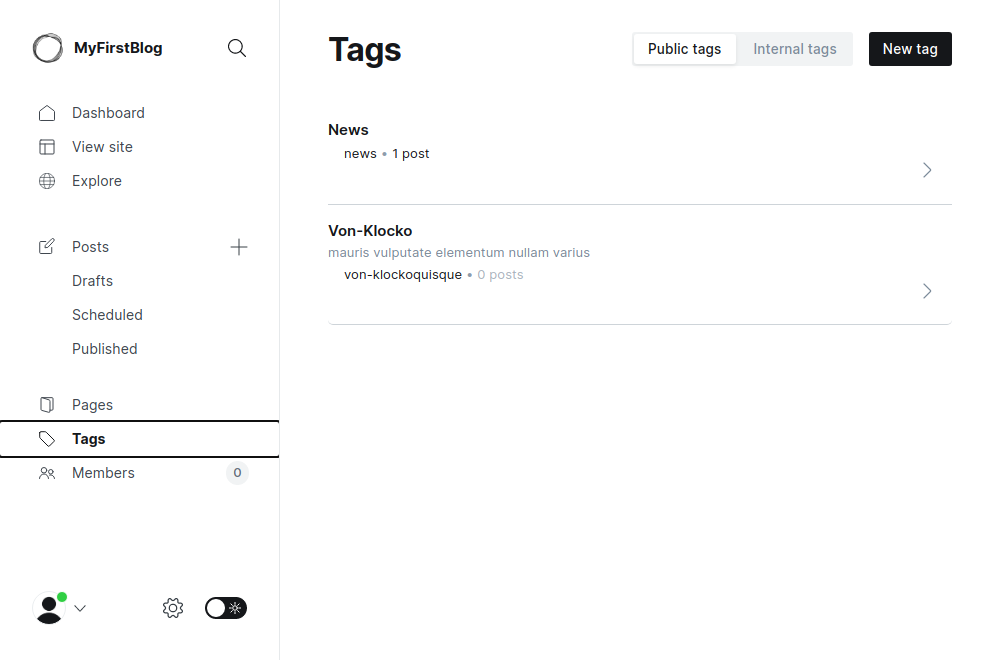 MyFirstBlog
Dashboard
View site
Explore
Posts
Drafts
Scheduled
Published
Pages
Tags
Members 0
Tags
Public tags Internal tags New tag
News
news • 1 post
Von-Klocko
mauris vulputate elementum nullam varius
von-klockoquisque • 0 posts